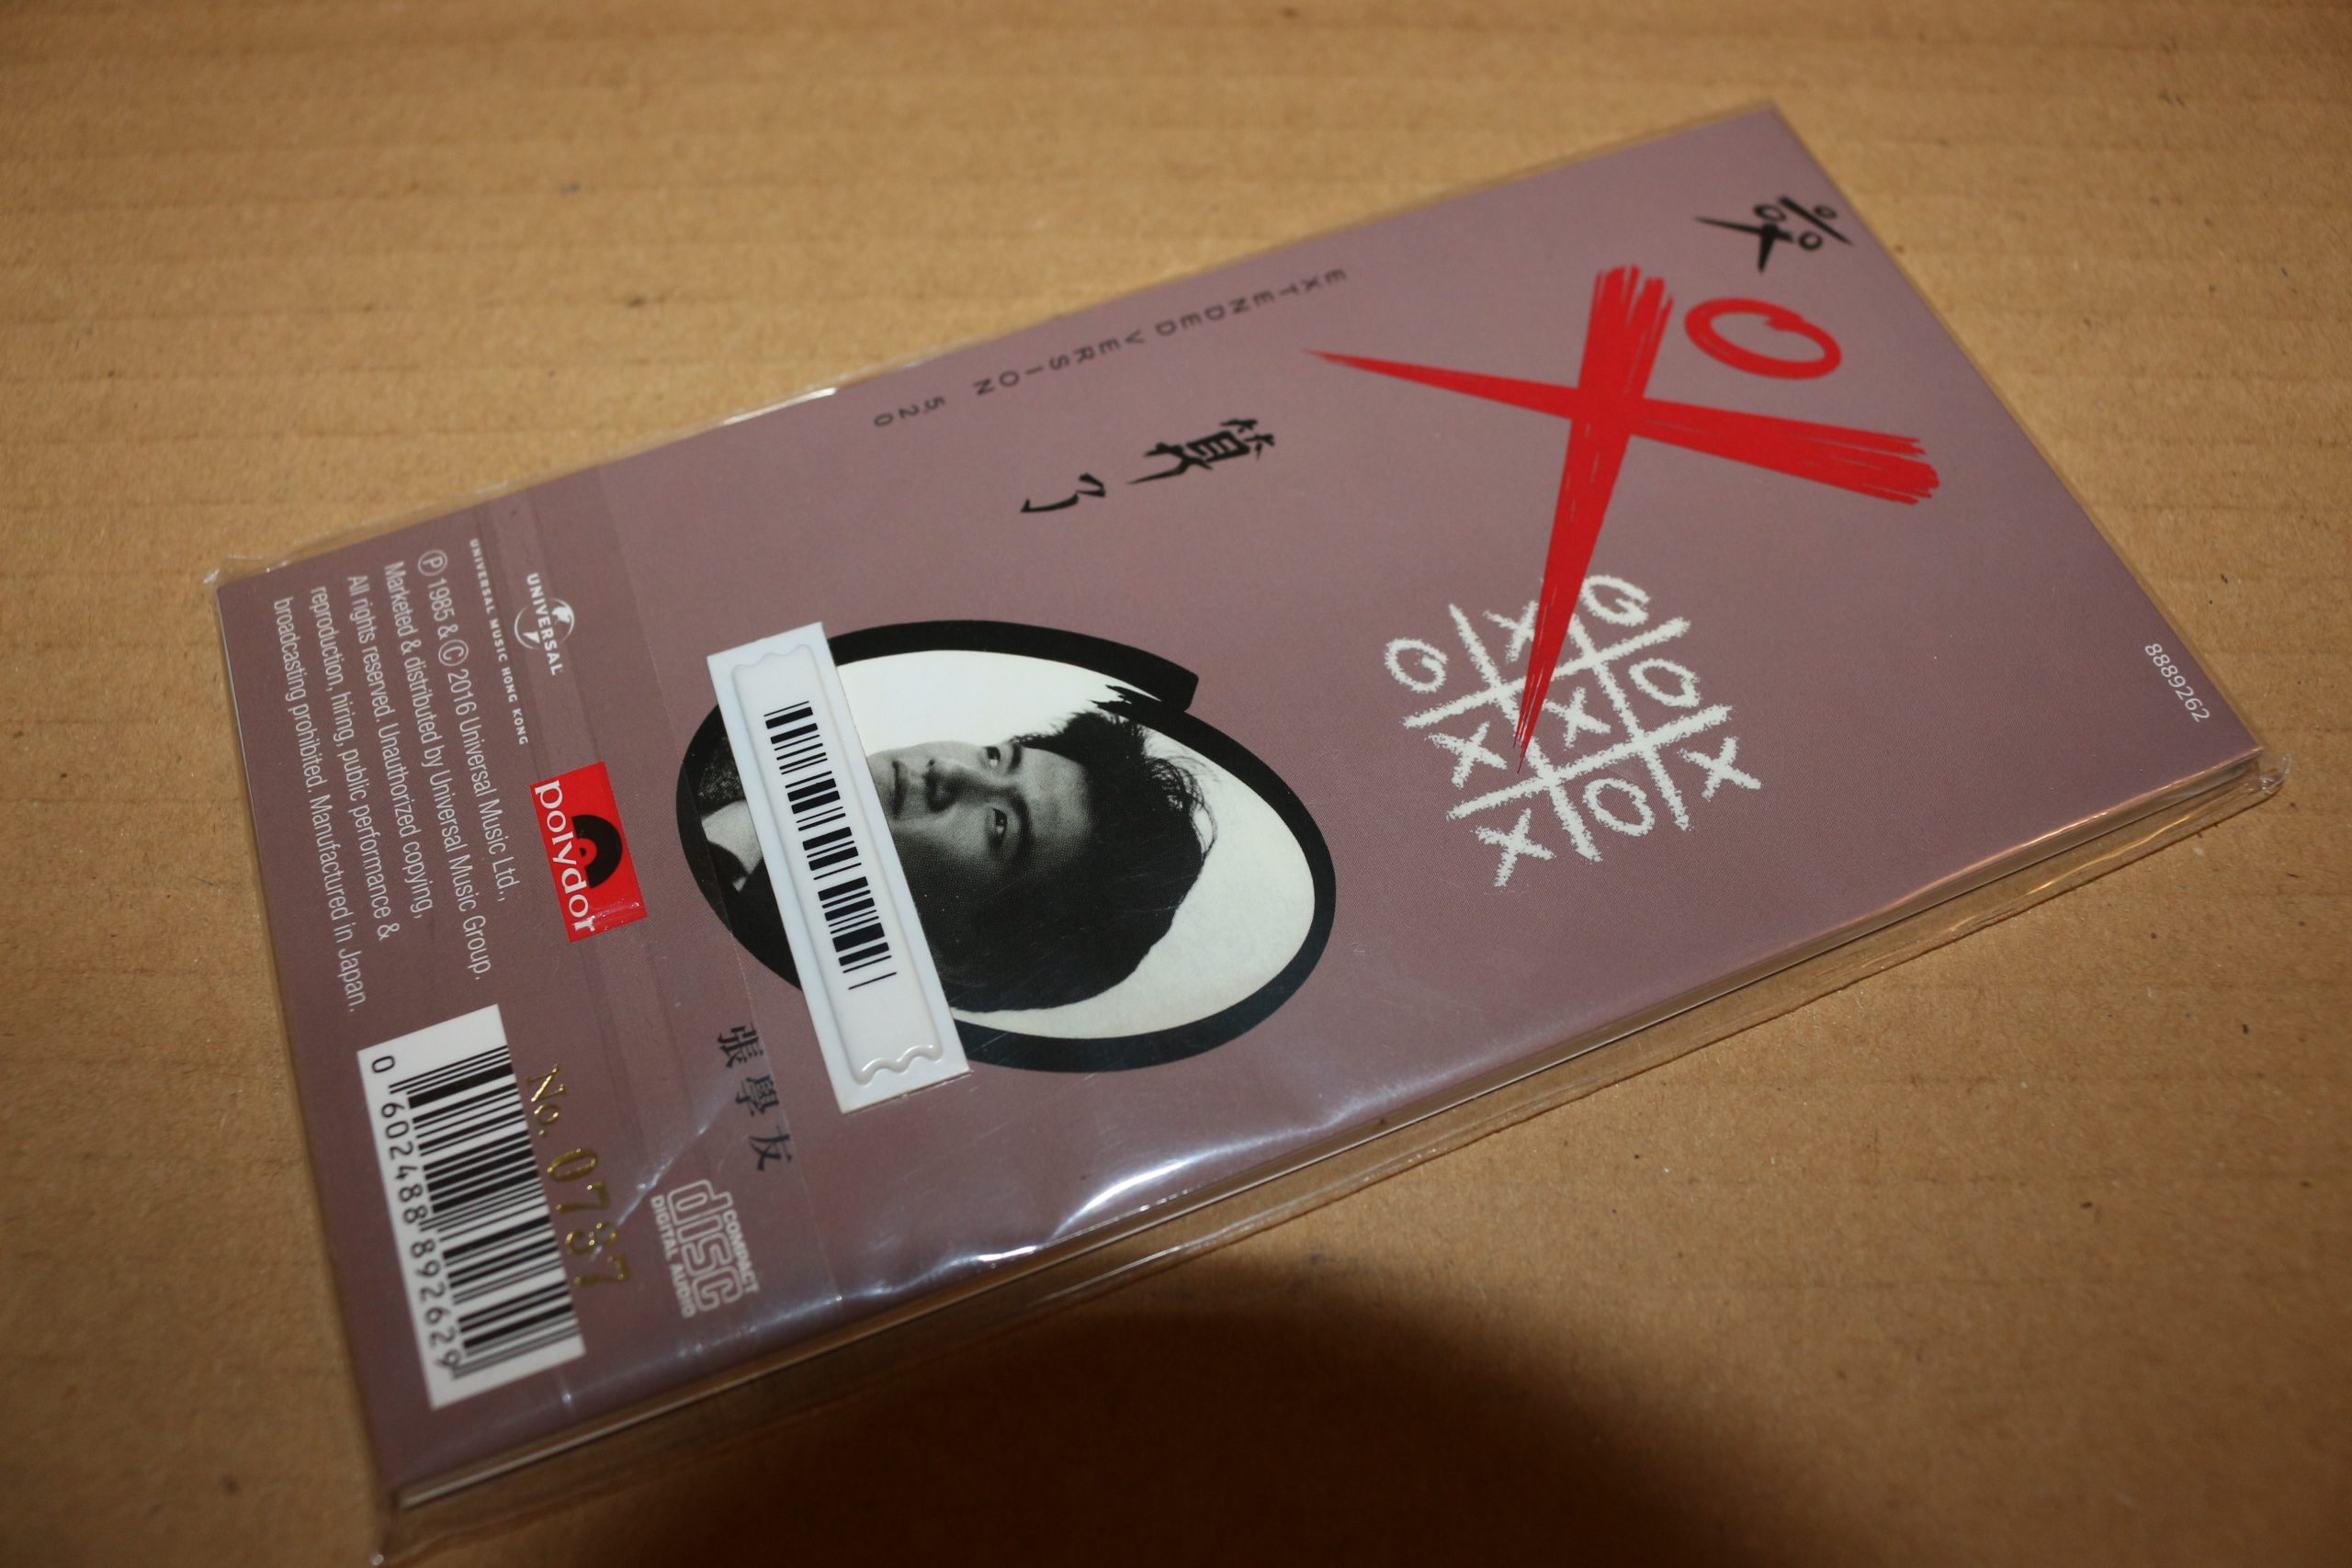 8889262
OX
EXTENDED VERSION 5:20
算了
張學友
COMPACT
disc
DIGITAL AUDIO
UNIVERSAL
UNIVERSAL MUSIC HONG KONG
polydor
No. 0737
Ⓟ 1985 & Ⓒ 2016 Universal Music Ltd.,
Marketed & distributed by Universal Music Group.
All rights reserved. Unauthorized copying,
reproduction, hiring, public performance &
broadcasting prohibited. Manufactured in Japan.
0 602488 892629